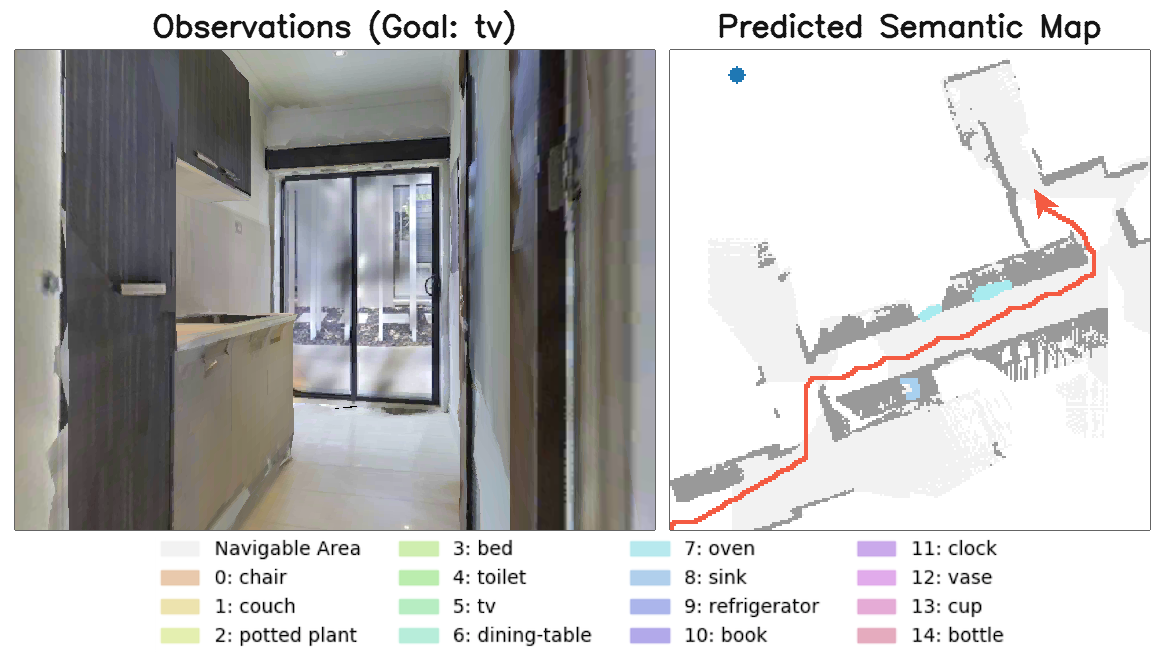 Observations (Goal: tv)
Predicted Semantic Map
Navigable Area
0: chair
1: couch
2: potted plant
3: bed
4: toilet
5: tv
6: dining-table
7: oven
8: sink
9: refrigerator
10: book
11: clock
12: vase
13: cup
14: bottle